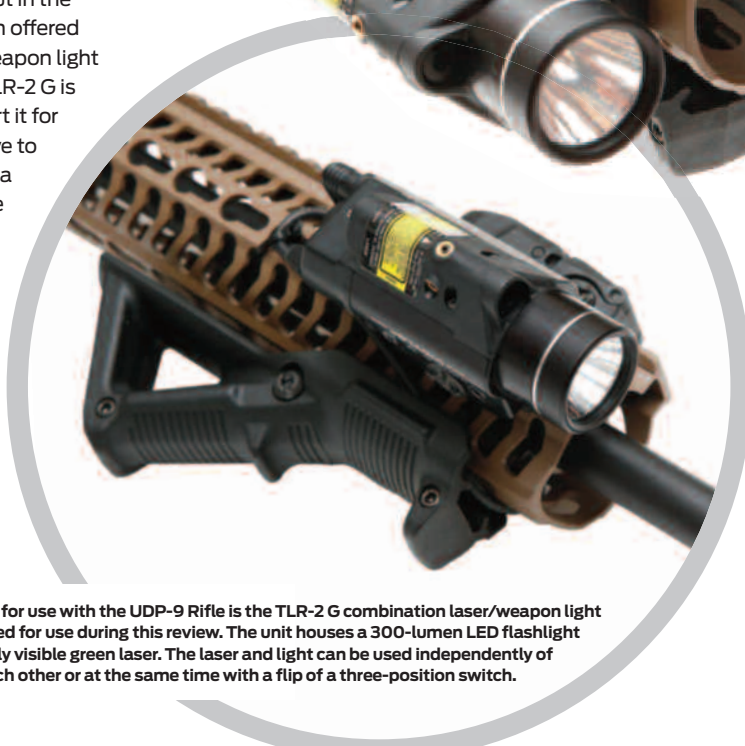 t in the
n offered
eapon light
LR-2 G is
t it for
e to
a
e
for use with the UDP-9 Rifle is the TLR-2 G combination laser/weapon light
ed for use during this review. The unit houses a 300-lumen LED flashlight
ly visible green laser. The laser and light can be used independently of
ch other or at the same time with a flip of a three-position switch.